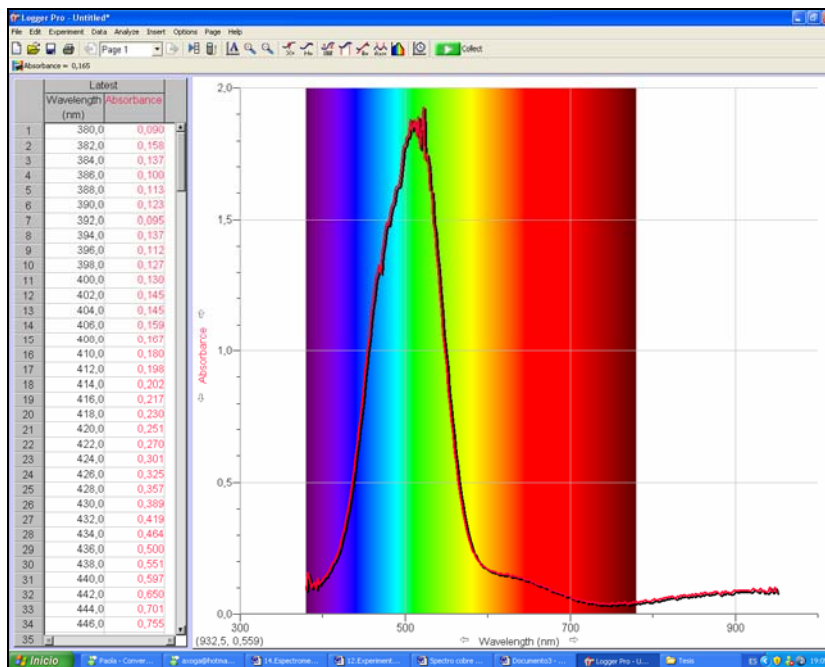 Logger Pro - Untitled*
File Edit Experiment Data Analyze Insert Options Page Help
Page 1 Collect
Absorbance = 0,165
Latest
Wavelength Absorbance
(nm)
1 380,0 0,090
2 382,0 0,158
3 384,0 0,137
4 386,0 0,100
5 388,0 0,113
6 390,0 0,123
7 392,0 0,095
8 394,0 0,137
9 396,0 0,112
10 398,0 0,127
11 400,0 0,130
12 402,0 0,145
13 404,0 0,145
14 406,0 0,159
15 408,0 0,167
16 410,0 0,180
17 412,0 0,198
18 414,0 0,202
19 416,0 0,217
20 418,0 0,230
21 420,0 0,251
22 422,0 0,270
23 424,0 0,301
24 426,0 0,325
25 428,0 0,357
26 430,0 0,389
27 432,0 0,419
28 434,0 0,464
29 436,0 0,500
30 438,0 0,551
31 440,0 0,597
32 442,0 0,650
33 444,0 0,701
34 446,0 0,755
35
2,0
1,5
1,0
0,5
0,0
Absorbance
300 500 700 900
(932,5, 0,559)
Wavelength (nm)
Inicio Paola - Conver... axoga@hotma... 14.Espectrome... 12.Experiment... Spectro cobre ... Documento3 - ... Logger Pro - U... Tesis ES